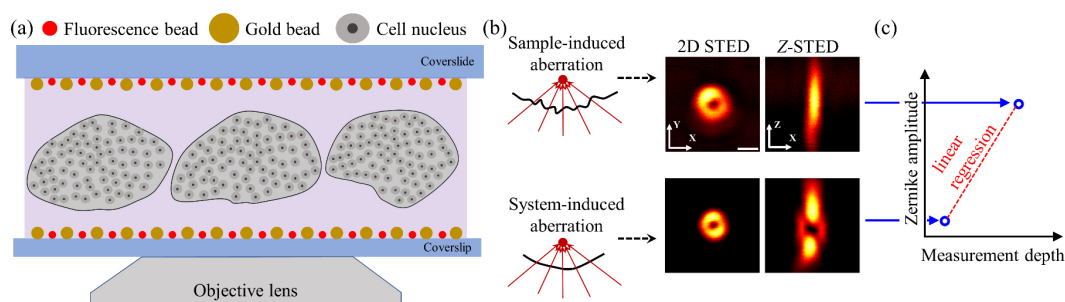 (a)
Fluorescence bead
Gold bead
Cell nucleus
Coverslide
Coverslip
Objective lens
(b)
Sample-induced
aberration
2D STED
Z-STED
Y
X
Z
X
System-induced
aberration
(c)
Zernike amplitude
linear
regression
Measurement depth